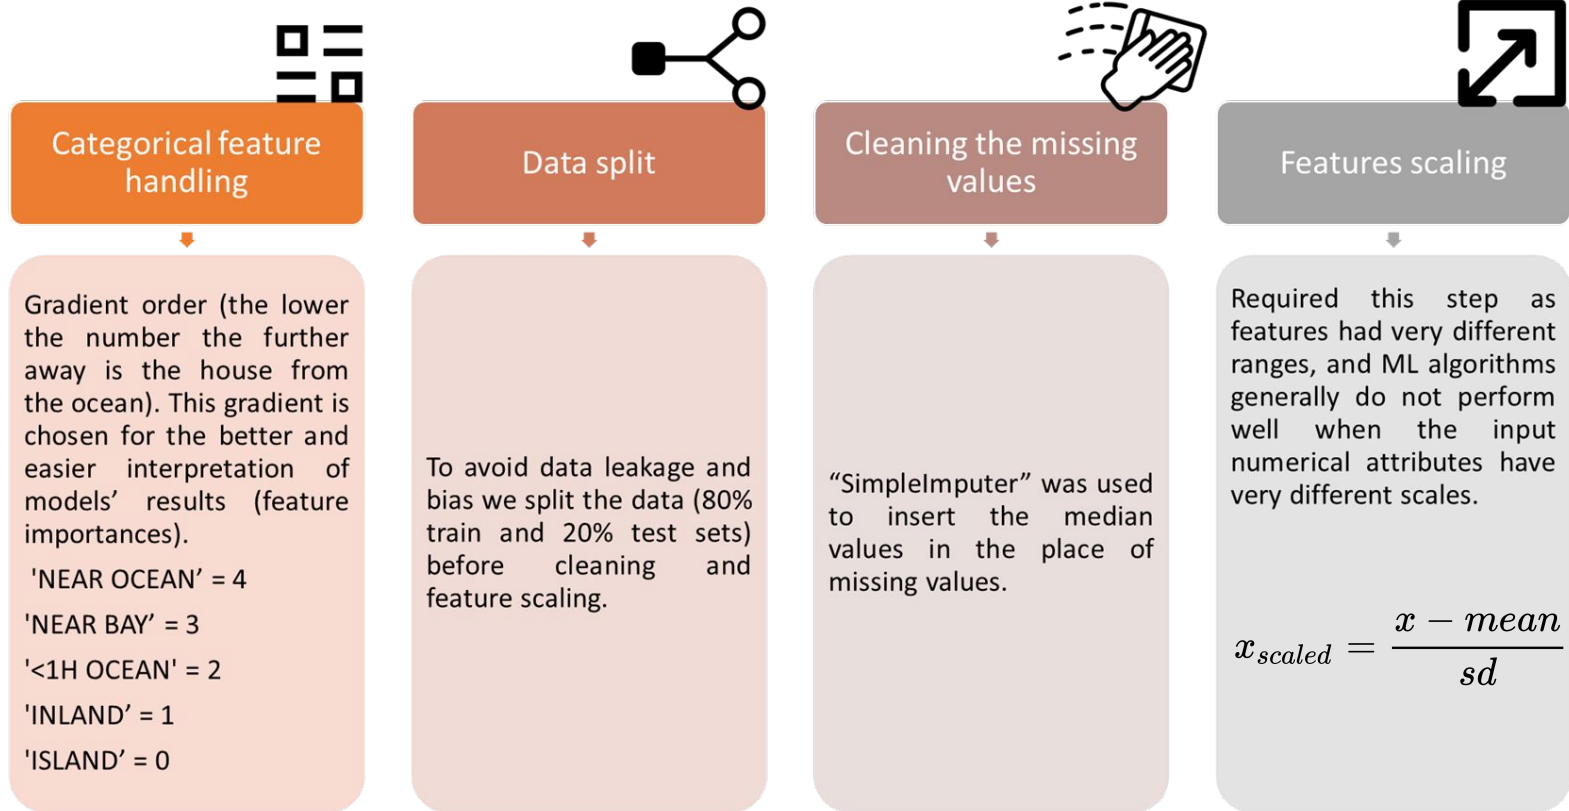 Categorical feature
handling
Gradient order (the lower
the number the further
away is the house from
the ocean). This gradient is
chosen for the better and
easier interpretation of
models’ results (feature
importances).
'NEAR OCEAN’ = 4
'NEAR BAY’ = 3
'<1H OCEAN' = 2
'INLAND’ = 1
'ISLAND’ = 0
Data split
To avoid data leakage and
bias we split the data (80%
train and 20% test sets)
before cleaning and
feature scaling.
Cleaning the missing
values
“SimpleImputer” was used
to insert the median
values in the place of
missing values.
Features scaling
Required this step as
features had very different
ranges, and ML algorithms
generally do not perform
well when the input
numerical attributes have
very different scales.
x - mean
x_scaled =
sd